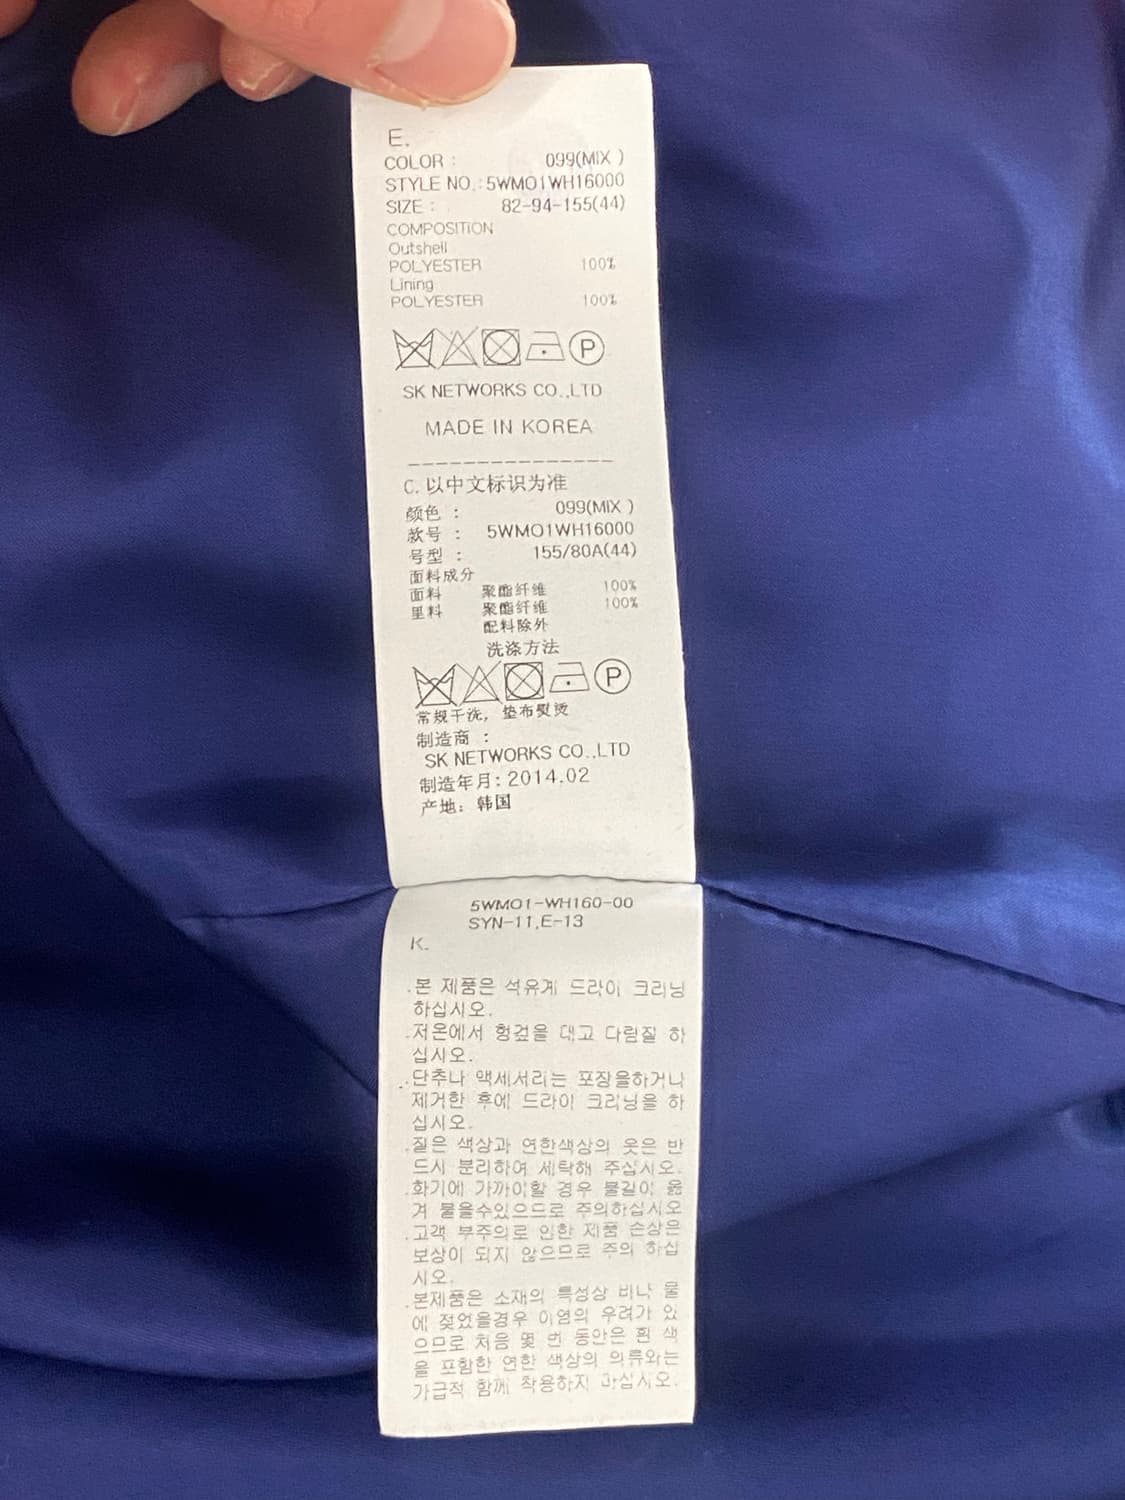 E.
COLOR : 099(MIX )
STYLE NO.:5WMO1WH16000
SIZE : 82-94-155(44)
COMPOSITION
Outshell
POLYESTER 100%
Lining
POLYESTER 100%
P
SK NETWORKS CO.,LTD
MADE IN KOREA
C. 以中文标识为准
颜色 : 099(MIX )
款号 : 5WMO1WH16000
号型 : 155/80A(44)
面料成分
面料 聚酯纤维 100%
里料 聚酯纤维 100%
配料除外
洗涤方法
P
常规干洗, 垫布熨烫
制造商 :
SK NETWORKS CO.,LTD
制造年月: 2014.02
产地: 韩国
5WMO1-WH160-00
SYN-11,E-13
K.
.본 제품은 석유계 드라이 크리닝
하십시오.
.저온에서 헝겊을 대고 다림질 하
십시오.
.단추나 액세서리는 포장을하거나
제거한 후에 드라이 크리닝을 하
십시오.
.짙은 색상과 연한색상의 옷은 반
드시 분리하여 세탁해 주십시오.
.화기에 가까이할 경우 불길이 옮
겨 붙을수있으므로 주의하십시오
.고객 부주의로 인한 제품 손상은
보상이 되지 않으므로 주의 하십
시오.
.본제품은 소재의 특성상 비나 물
에 젖었을경우 이염의 우려가 있
으므로 처음 몇 번 동안은 흰 색
을 포함한 연한 색상의 의류와는
가급적 함께 착용하지 마십시오.